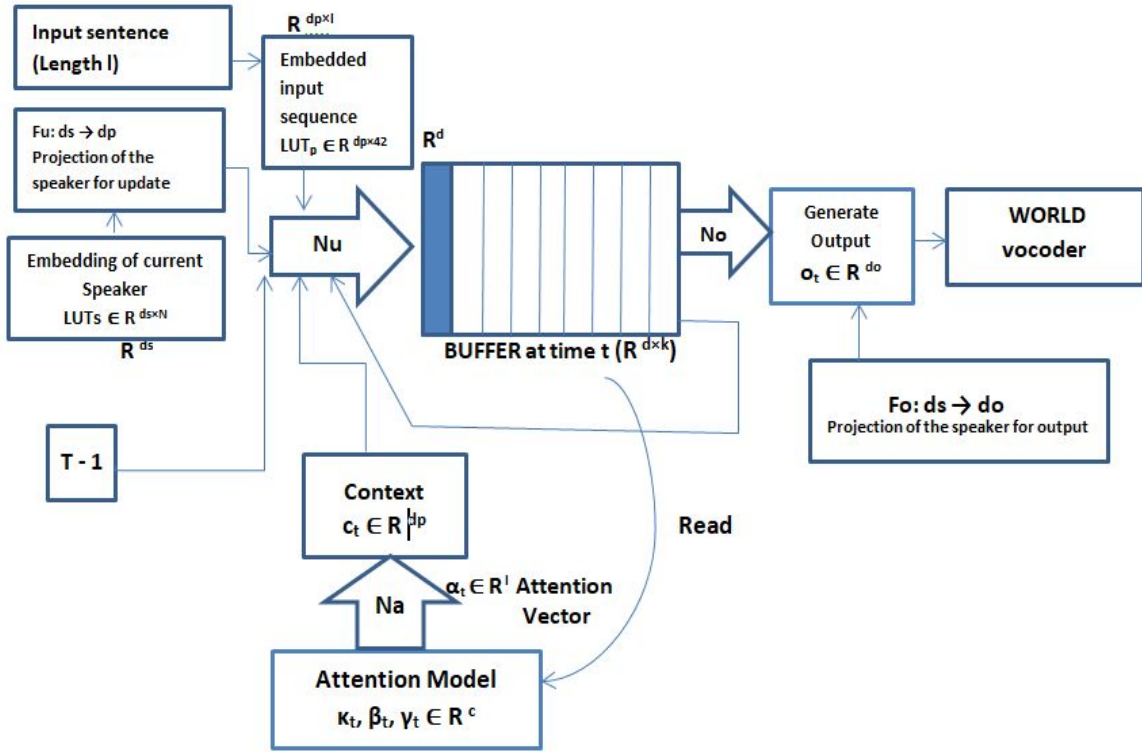 Input sentence
(Length l)
R dp×l
Embedded
input
sequence
LUTp ∈ R dp×42
Fu: ds → dp
Projection of the
speaker for update
Embedding of current
Speaker
LUTs ∈ R ds×N
R ds
Nu
R d
BUFFER at time t (R d×k)
No
Generate
Output
ot ∈ R do
WORLD
vocoder
Fo: ds → do
Projection of the speaker for output
T - 1
Context
ct ∈ R dp
Read
Na
αt ∈ R l Attention
Vector
Attention Model
κt, βt, γt ∈ R c